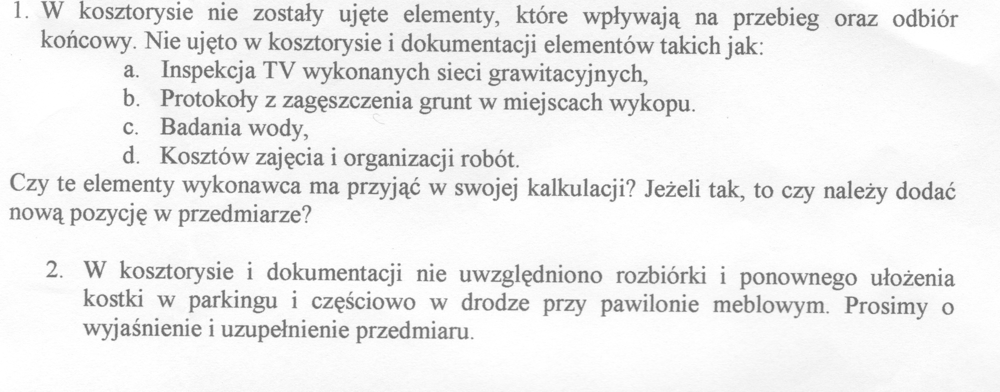 1. W kosztorysie nie zostały ujęte elementy, które wpływają na przebieg oraz odbiór
końcowy. Nie ujęto w kosztorysie i dokumentacji elementów takich jak:
a. Inspekcja TV wykonanych sieci grawitacyjnych,
b. Protokoły z zagęszczenia grunt w miejscach wykopu.
c. Badania wody,
d. Kosztów zajęcia i organizacji robót.
Czy te elementy wykonawca ma przyjąć w swojej kalkulacji? Jeżeli tak, to czy należy dodać
nową pozycję w przedmiarze?
2. W kosztorysie i dokumentacji nie uwzględniono rozbiórki i ponownego ułożenia
kostki w parkingu i częściowo w drodze przy pawilonie meblowym. Prosimy o
wyjaśnienie i uzupełnienie przedmiaru.